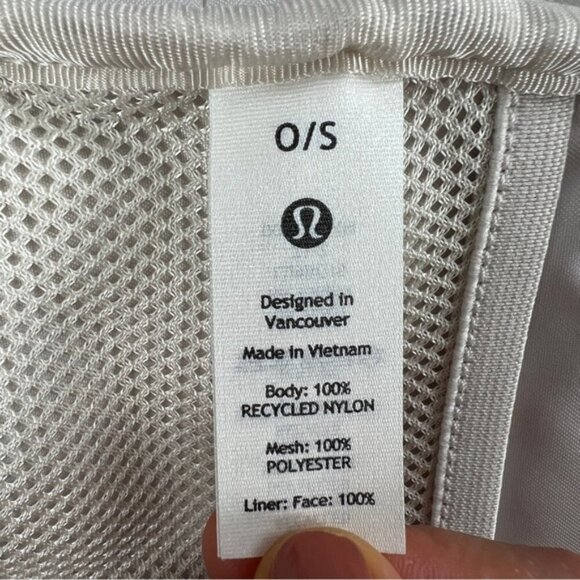 O/S
Designed in
Vancouver
Made in Vietnam
Body: 100%
RECYCLED NYLON
Mesh: 100%
POLYESTER
Liner: Face: 100%